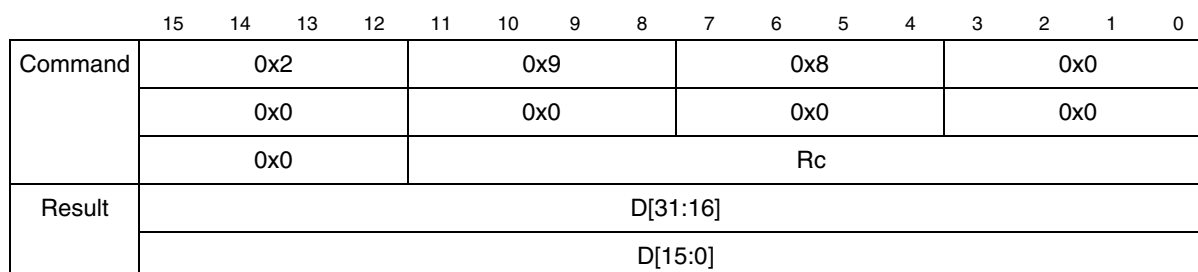 15 14 13 12 11 10 9 8 7 6 5 4 3 2 1 0
Command 0x2 0x9 0x8 0x0
0x0 0x0 0x0 0x0
0x0 Rc
Result D[31:16]
D[15:0]